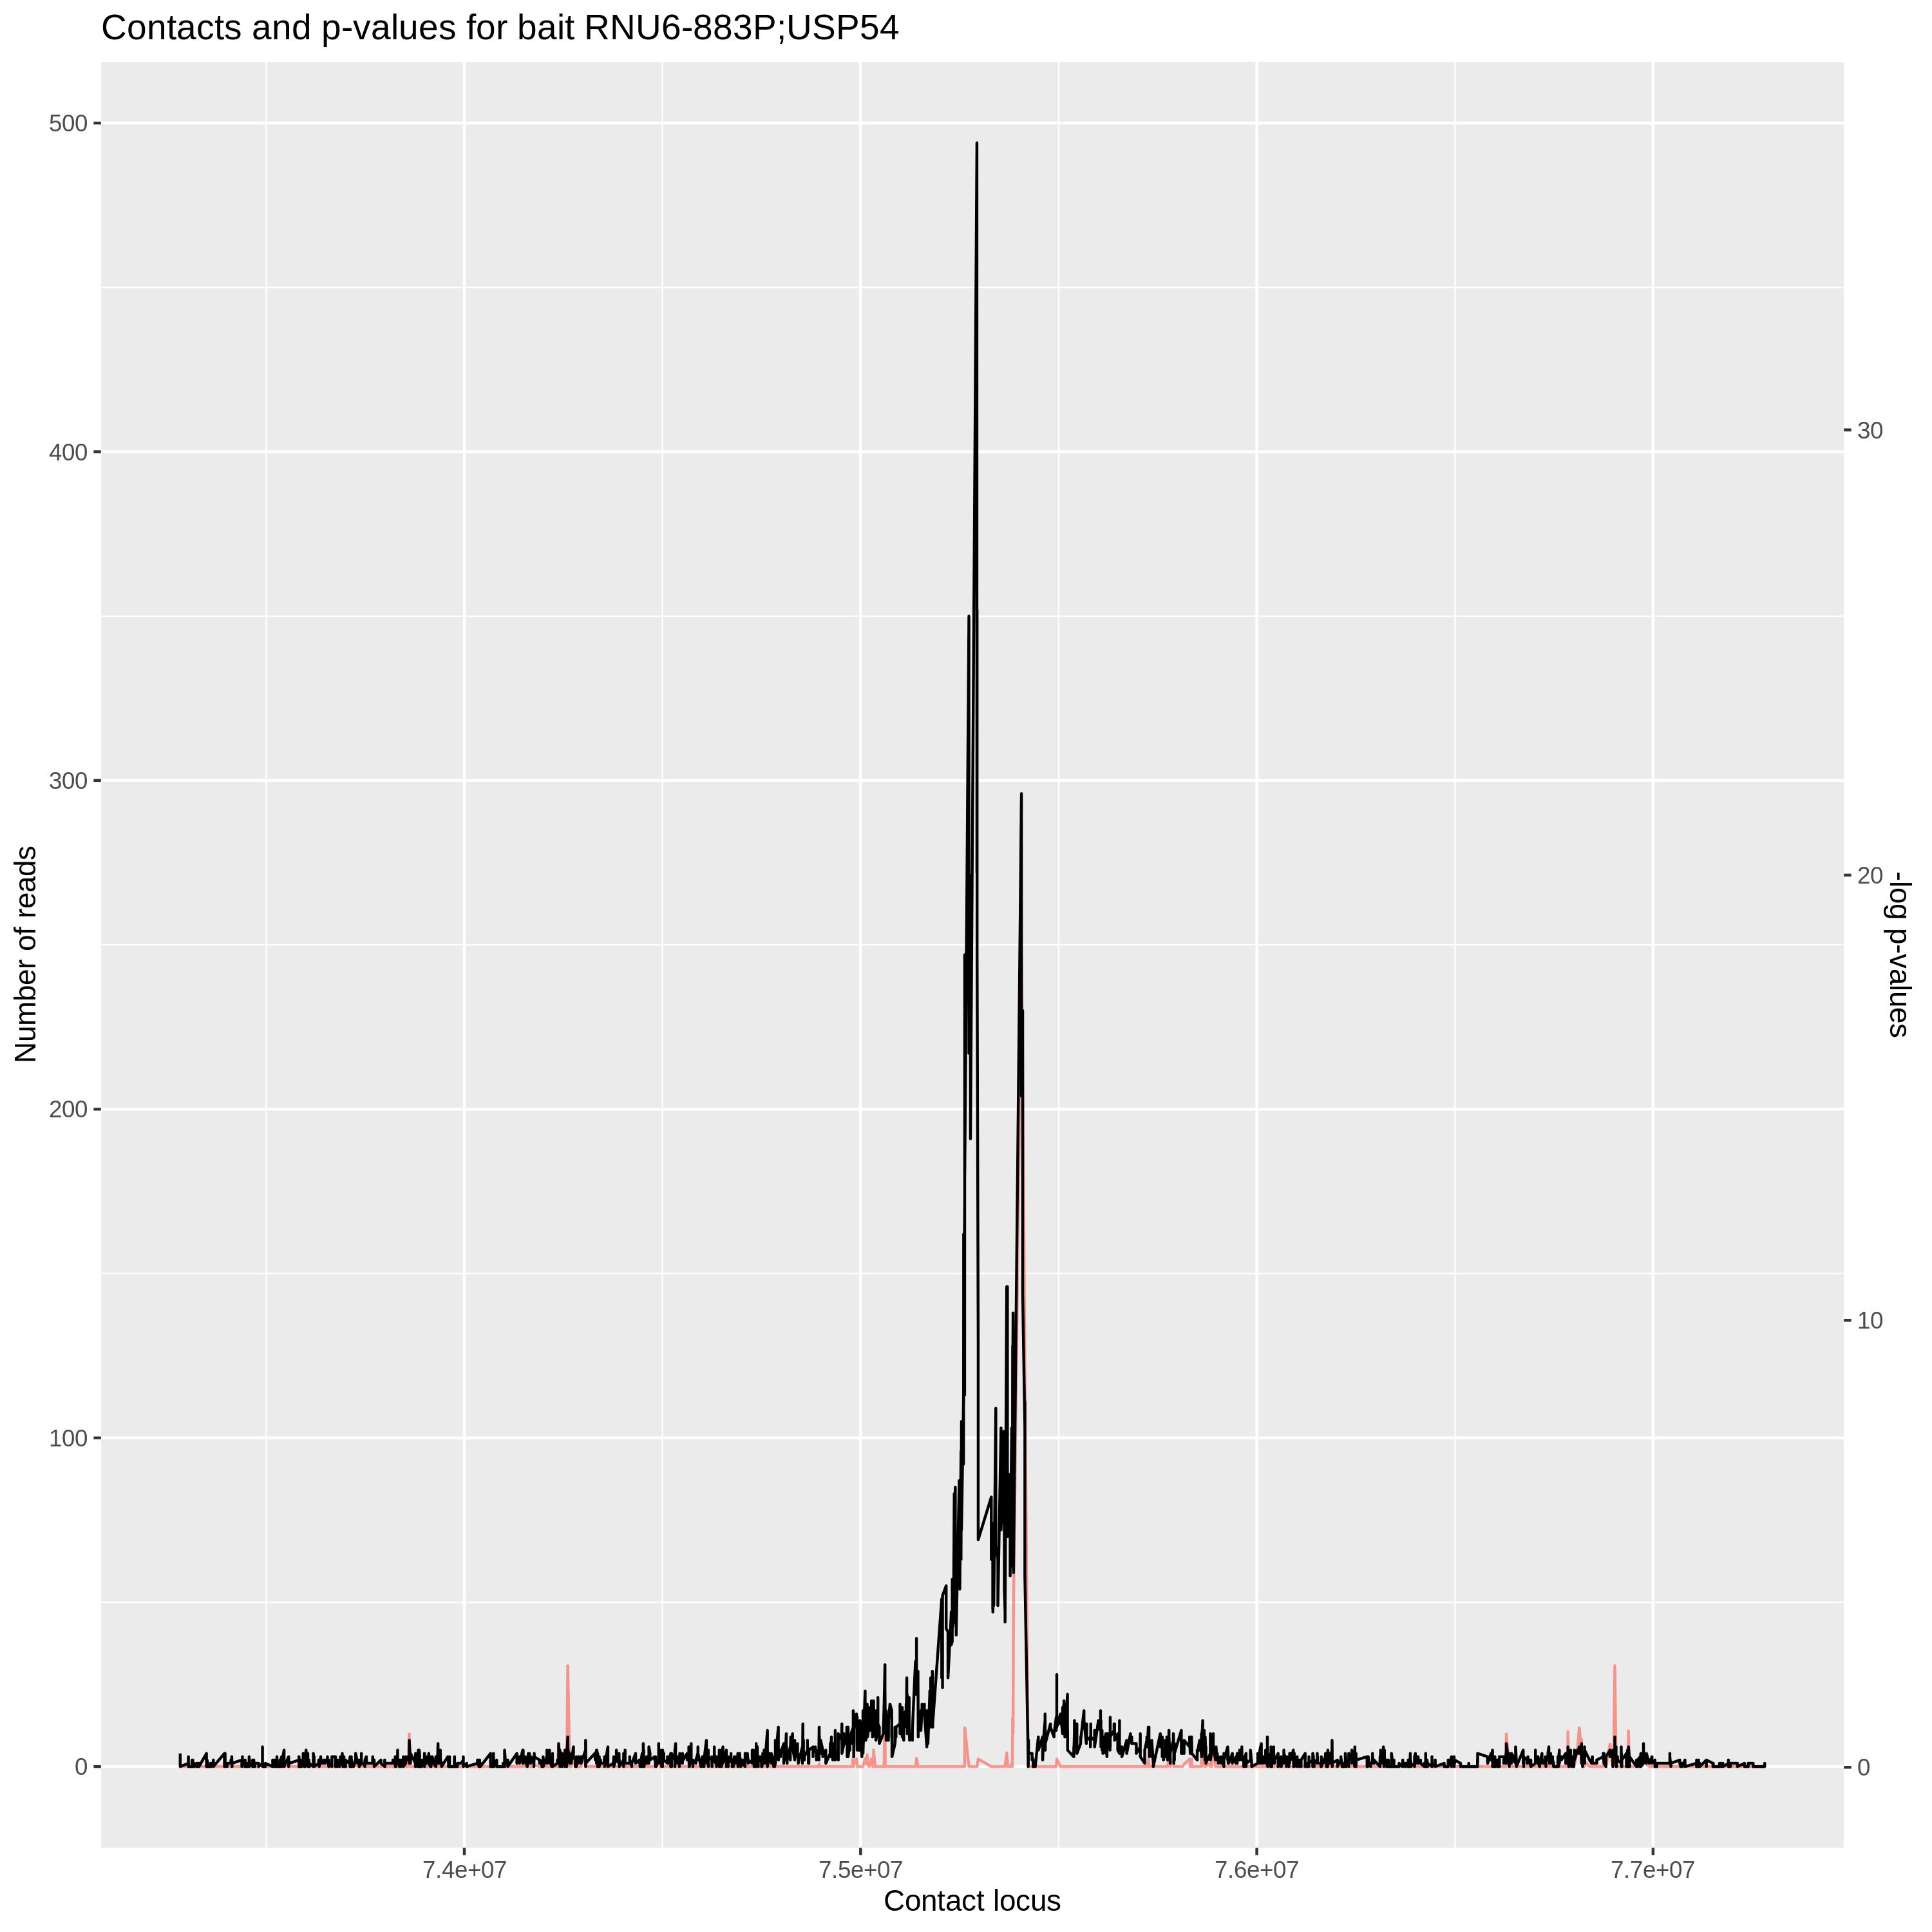 Contacts and p-values for bait RNU6-883P;USP54
500
400
300
200
100
0
Number of reads
30
20
10
0
-log p-values
7.4e+07
7.5e+07
7.6e+07
7.7e+07
Contact locus